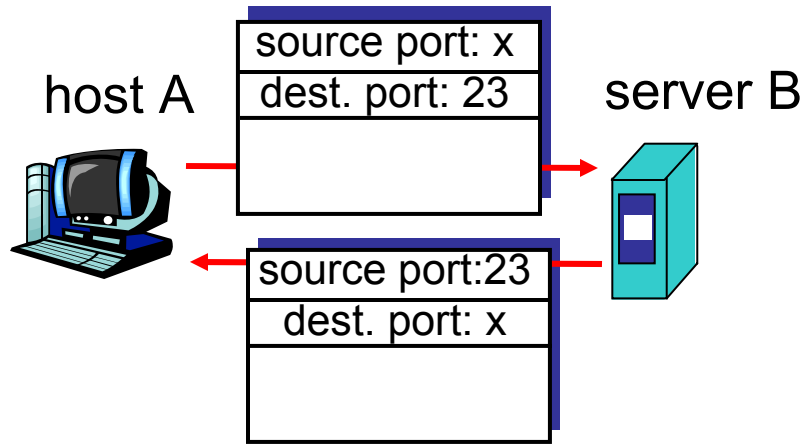 source port: x
dest. port: 23
host A
server B
source port:23
dest. port: x